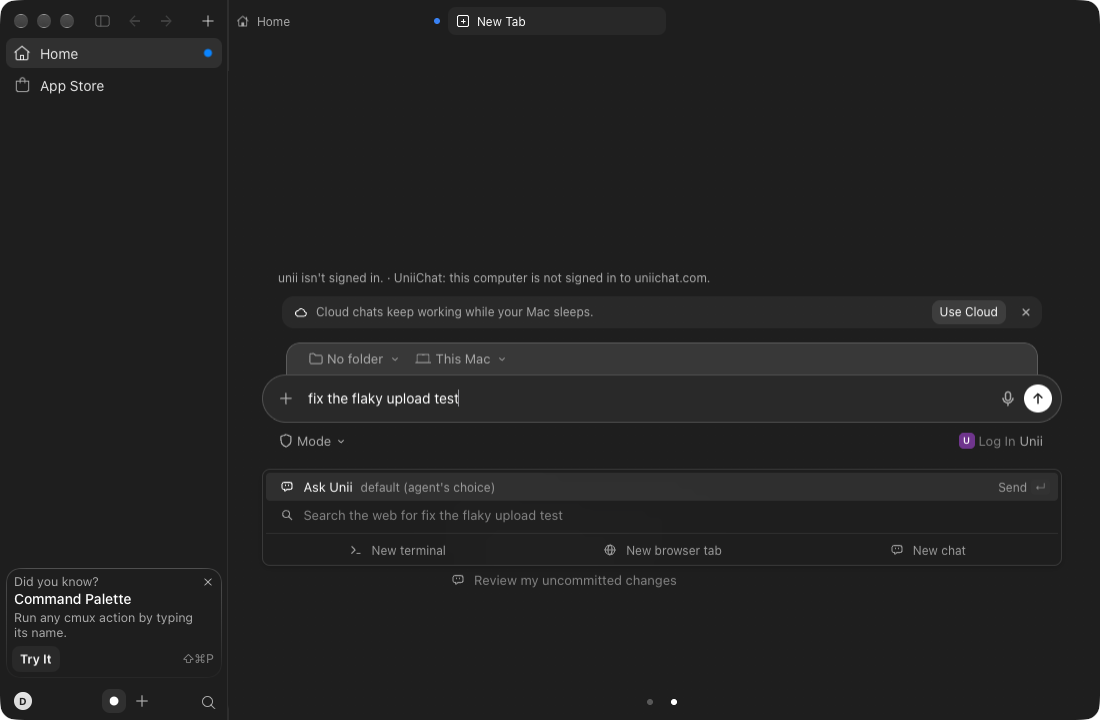 Home
New Tab
Home
App Store
unii isn't signed in. · UniiChat: this computer is not signed in to uniichat.com.
Cloud chats keep working while your Mac sleeps.
Use Cloud
No folder
This Mac
fix the flaky upload test
Mode
U
Log In Unii
Ask Unii default (agent's choice)
Send
Search the web for fix the flaky upload test
New terminal
New browser tab
New chat
Review my uncommitted changes
Did you know?
Command Palette
Run any cmux action by typing
its name.
Try It
⇧⌘P
D